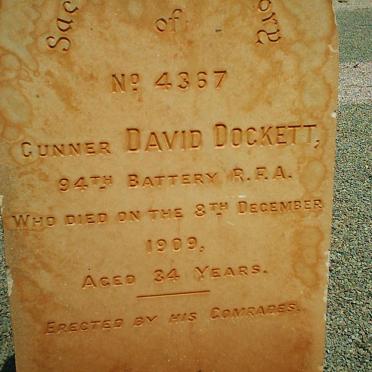 of
No 4367
GUNNER DAVID DOCKETT,
94TH BATTERY R.F.A.
WHO DIED ON THE 8TH DECEMBER
1909,
AGED 34 YEARS.
ERECTED BY HIS COMRADES.